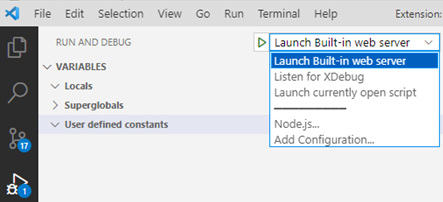 File Edit Selection View Go Run Terminal Help Extension:
RUN AND DEBUG
Launch Built-in web server
VARIABLES
Launch Built-in web server
Locals
Listen for XDebug
Superglobals
Launch currently open script
User defined constants
Node.js...
Add Configuration...
17
1